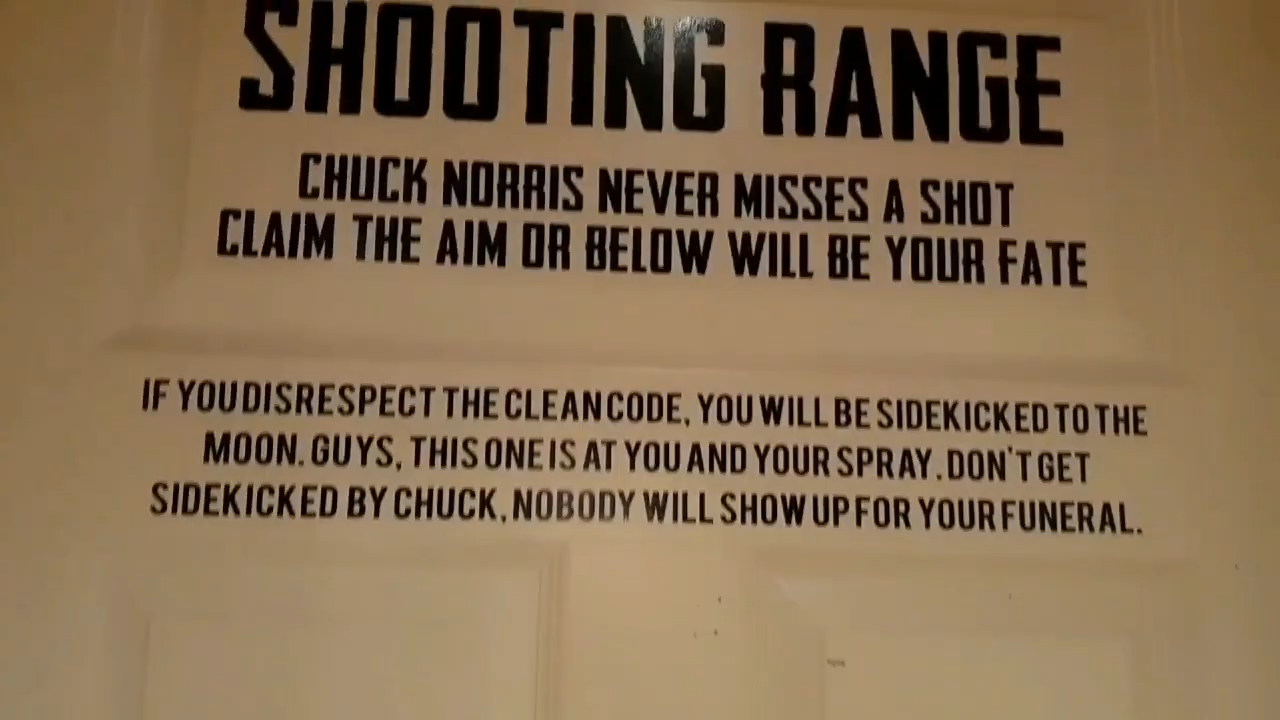 SHOOTING RANGE
CHUCK NORRIS NEVER MISSES A SHOT
CLAIM THE AIM OR BELOW WILL BE YOUR FATE
IF YOU DISRESPECT THE CLEAN CODE, YOU WILL BE SIDEKICKED TO THE
MOON. GUYS, THIS ONE IS AT YOU AND YOUR SPRAY. DON'T GET
SIDEKICKED BY CHUCK, NOBODY WILL SHOW UP FOR YOUR FUNERAL.